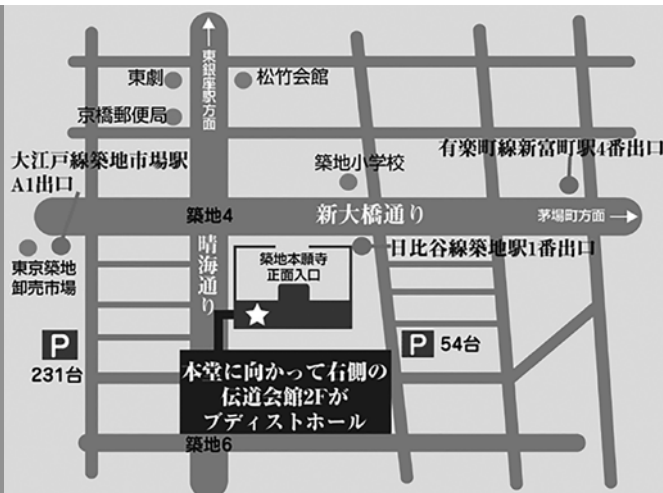 東銀座駅方面
東劇
松竹会館
京橋郵便局
大江戸線築地市場駅
A1出口
築地小学校
有楽町線新富町駅4番出口
築地4
新大橋通り
茅場町方面
東京築地
卸売市場
晴海通り
築地本願寺
正面入口
日比谷線築地駅1番出口
P
231台
P 54台
本堂に向かって右側の
伝道会館2Fが
ブディストホール
築地6